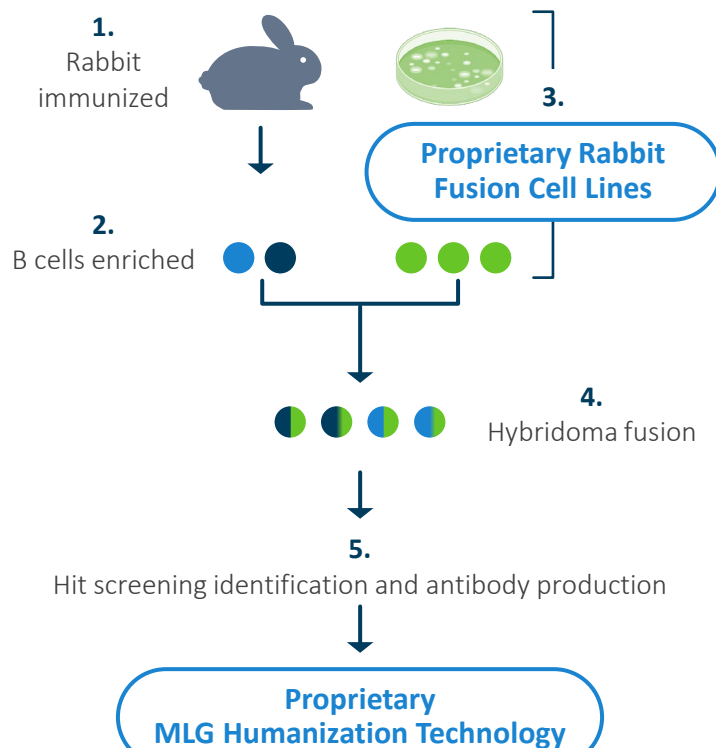 1.
Rabbit
immunized
3.
Proprietary Rabbit
Fusion Cell Lines
2.
B cells enriched
4.
Hybridoma fusion
5.
Hit screening identification and antibody production
Proprietary
MLG Humanization Technology